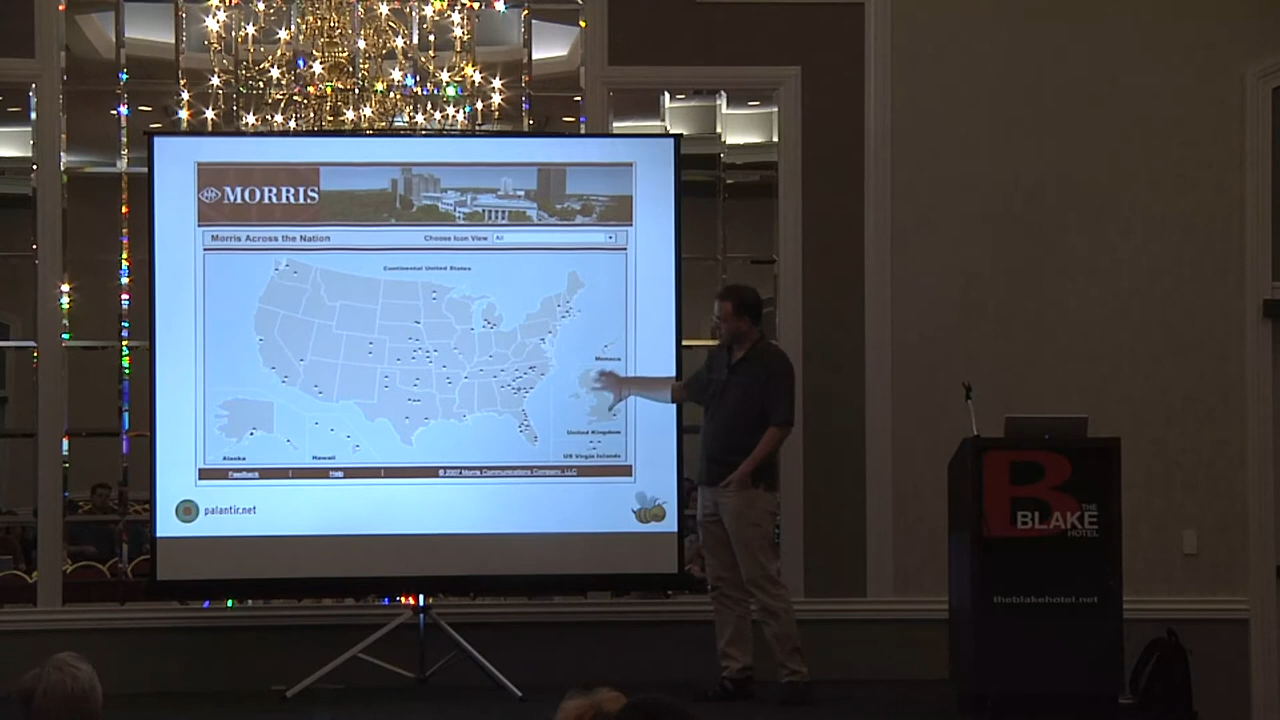 MORRIS
Morris Across the Nation
Choose Icon View All
Continental United States
Monaco
United Kingdom
US Virgin Islands
Alaska
Hawaii
Feedback | Help | © 2007 Morris Communications Company, LLC
palantir.net
B
THE
BLAKE
HOTEL
theblakehotel.net